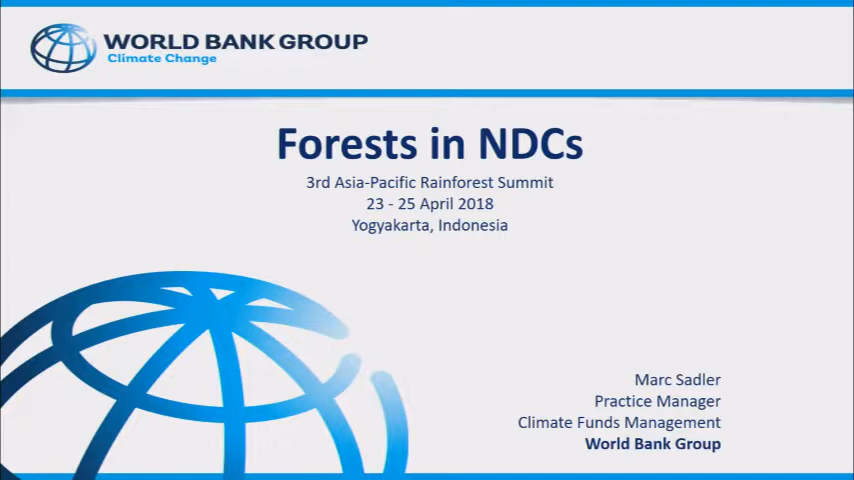 WORLD BANK GROUP
Climate Change
Forests in NDCs
3rd Asia-Pacific Rainforest Summit
23 - 25 April 2018
Yogyakarta, Indonesia
Marc Sadler
Practice Manager
Climate Funds Management
World Bank Group